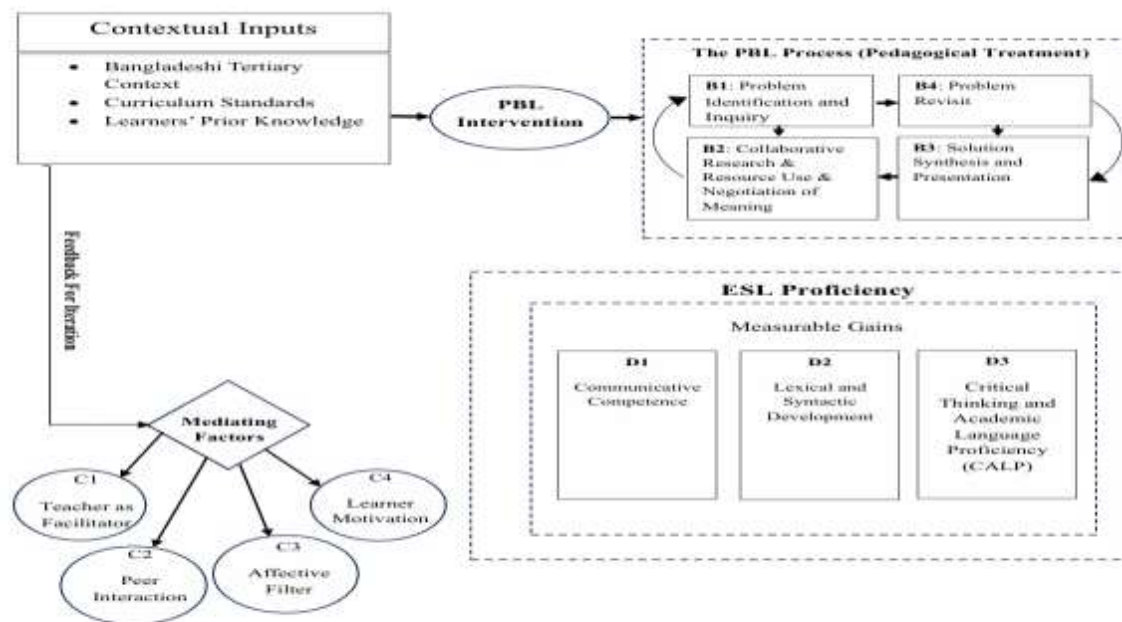 Contextual Inputs
• Bangladeshi Tertiary
Context
• Curriculum Standards
• Learners' Prior Knowledge
PBL
Intervention
The PBL Process (Pedagogical Treatment)
B1: Problem
Identification and
Inquiry
B4: Problem
Revisit
B2: Collaborative
Research &
Resource Use &
Negotiation of
Meaning
B3: Solution
Synthesis and
Presentation
Feedback For Iteration
ESL Proficiency
Measurable Gains
D1
Communicative
Competence
D2
Lexical and
Syntactic
Development
D3
Critical
Thinking and
Academic
Language
Proficiency
(CALP)
Mediating
Factors
C1
Teacher as
Facilitator
C2
Peer
Interaction
C3
Affective
Filter
C4
Learner
Motivation